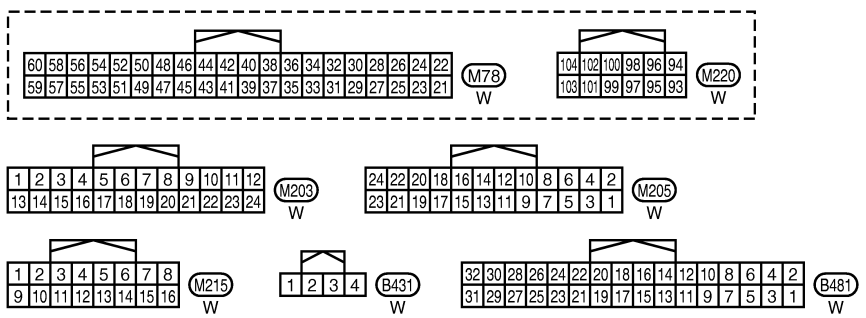 60 58 56 54 52 50 48 46 44 42 40 38 36 34 32 30 28 26 24 22
59 57 55 53 51 49 47 45 43 41 39 37 35 33 31 29 27 25 23 21
M78
W
104 102 100 98 96 94
103 101 99 97 95 93
M220
W
1 2 3 4 5 6 7 8 9 10 11 12
13 14 15 16 17 18 19 20 21 22 23 24
M203
W
24 22 20 18 16 14 12 10 8 6 4 2
23 21 19 17 15 13 11 9 7 5 3 1
M205
W
1 2 3 4 5 6 7 8
9 10 11 12 13 14 15 16
M215
W
1 2 3 4
B431
W
32 30 28 26 24 22 20 18 16 14 12 10 8 6 4 2
31 29 27 25 23 21 19 17 15 13 11 9 7 5 3 1
B481
W